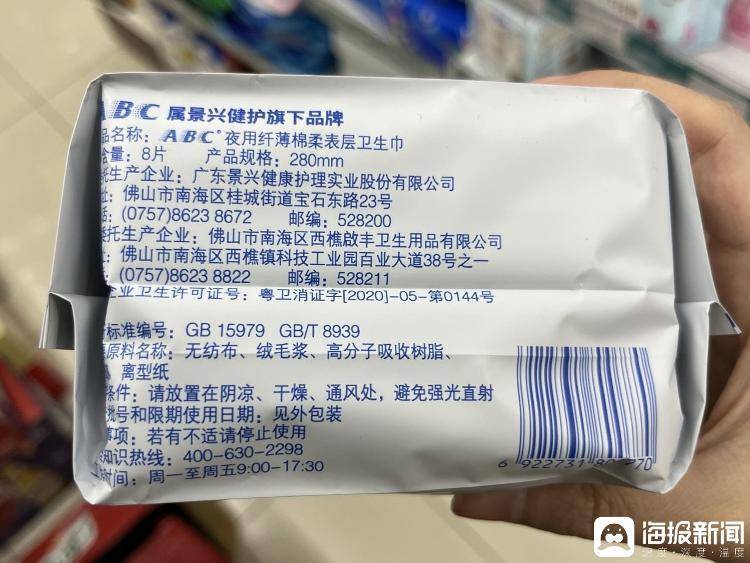 ABC 属景兴健护旗下品牌
品名称：ABC®夜用纤薄棉柔表层卫生巾
含量：8片 产品规格：280mm
托生产企业：广东景兴健康护理实业股份有限公司
址：佛山市南海区桂城街道宝石东路23号
(0757)8623 8672 邮编：528200
委托生产企业：佛山市南海区西樵啟丰卫生用品有限公司
佛山市南海区西樵镇科技工业园百业大道38号之一
(0757)8623 8822 邮编：528211
企业卫生许可证号：粤卫消证字[2020]-05-第0144号
标准编号：GB 15979 GB/T 8939
原料名称：无纺布、绒毛浆、高分子吸收树脂、
离型纸
条件：请放置在阴凉、干燥、通风处，避免强光直射
批号和限期使用日期：见外包装
事项：若有不适请停止使用
知识热线：400-630-2298
时间：周一至周五9:00-17:30
6 922731 8
70
海报新闻
速度·深度·温度